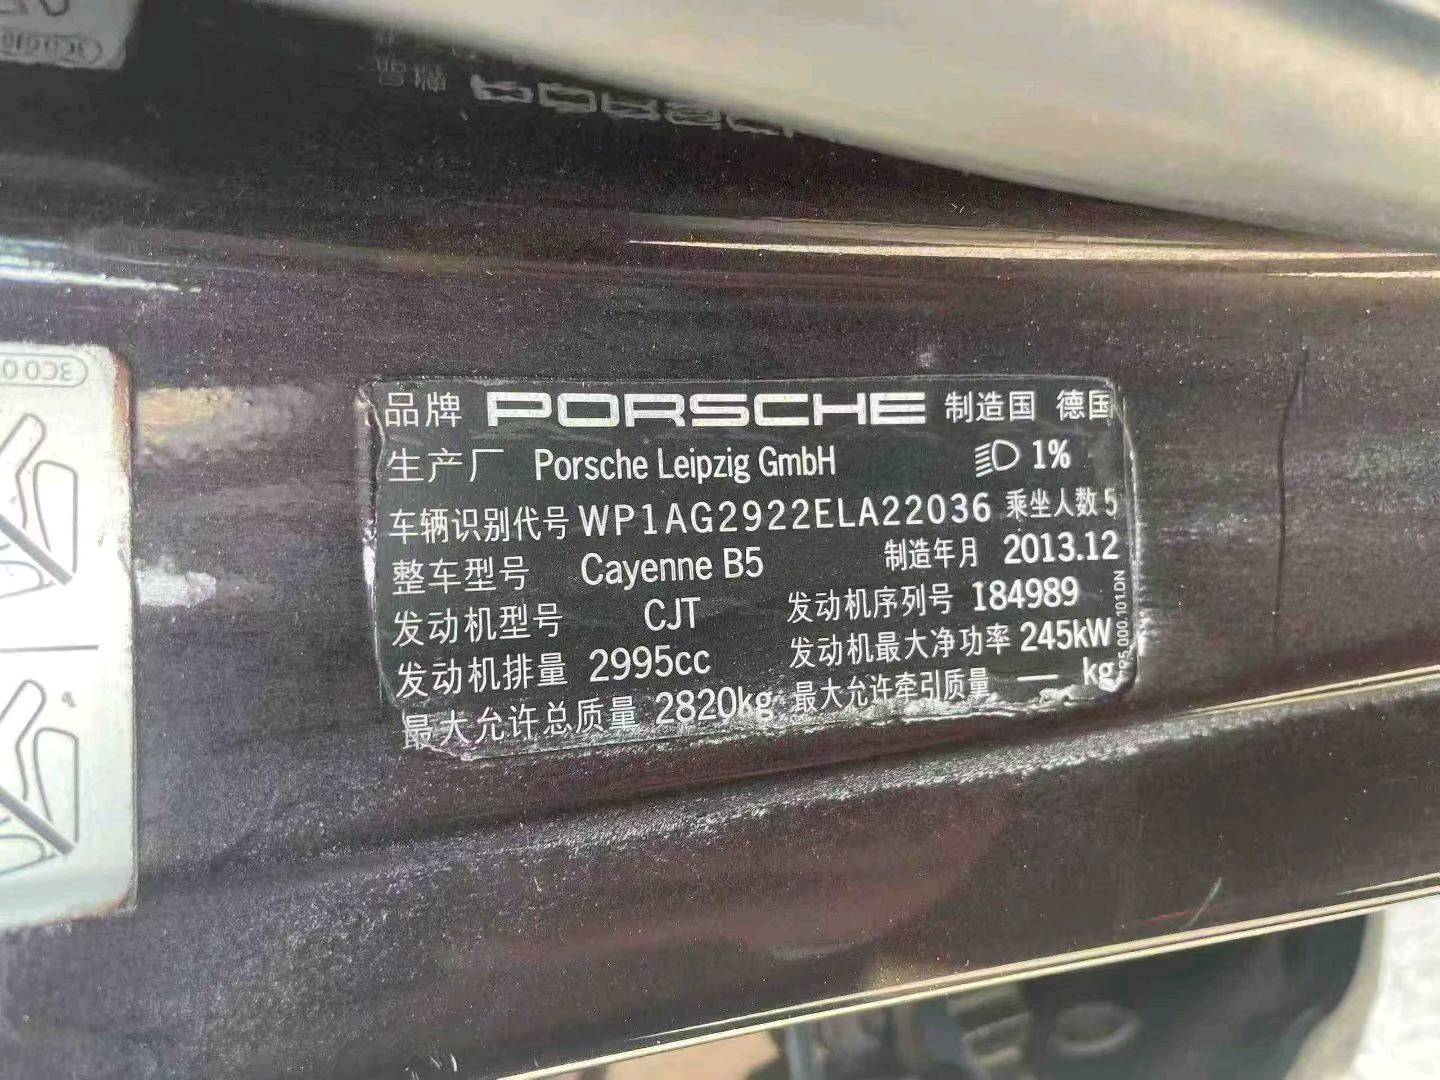 品牌 PORSCHE 制造国 德国
生产厂 Porsche Leipzig GmbH 1%
车辆识别代号 WP1AG2922ELA22036 乘坐人数 5
整车型号 Cayenne B5 制造年月 2013.12
发动机型号 CJT 发动机序列号 184989
发动机排量 2995cc 发动机最大净功率 245kW
最大允许总质量 2820kg 最大允许牵引质量 — kg